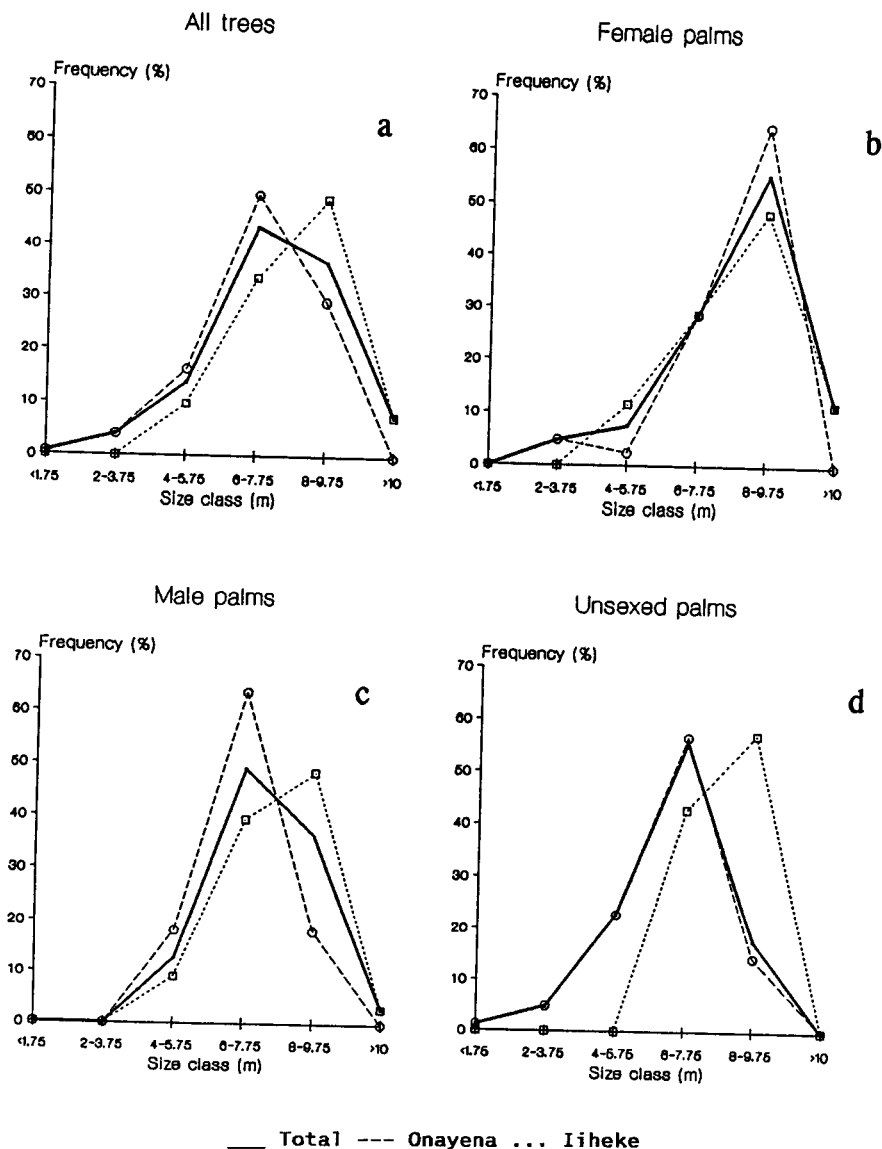 All trees
Frequency (%)
a
70
60
50
40
30
20
10
0
<1.75 2-3.75 4-5.75 6-7.75 8-9.75 >10
Size class (m)
Female palms
Frequency (%)
b
70
60
50
40
30
20
10
0
<1.75 2-3.75 4-5.75 6-7.75 8-9.75 >10
Size class (m)
Male palms
Frequency (%)
c
70
60
50
40
30
20
10
0
<1.75 2-3.75 4-5.75 6-7.75 8-9.75 >10
Size class (m)
Unsexed palms
Frequency (%)
d
70
60
50
40
30
20
10
0
<1.75 2-3.75 4-5.75 6-7.75 8-9.75 >10
Size class (m)
___ Total --- Onayena ... Iiheke